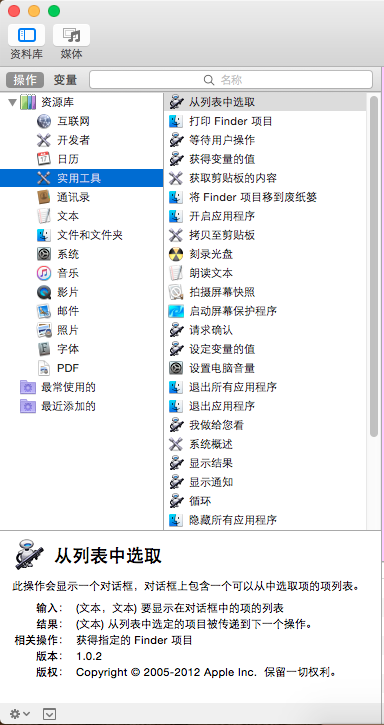 资料库 媒体
操作 变量 名称
资源库
互联网
开发者
日历
实用工具
通讯录
文本
文件和文件夹
系统
音乐
影片
邮件
照片
字体
PDF
最常使用的
最近添加的
从列表中选取
打印 Finder 项目
等待用户操作
获得变量的值
获取剪贴板的内容
将 Finder 项目移到废纸篓
开启应用程序
拷贝至剪贴板
刻录光盘
朗读文本
拍摄屏幕快照
启动屏幕保护程序
请求确认
设定变量的值
设置电脑音量
退出所有应用程序
退出应用程序
我做给您看
系统概述
显示结果
显示通知
循环
隐藏所有应用程序
从列表中选取
此操作会显示一个对话框，对话框上包含一个可以从中选取项的项列表。
输入： (文本，文本) 要显示在对话框中的项的列表
结果： (文本) 从列表中选定的项目被传递到下一个操作。
相关操作： 获得指定的 Finder 项目
版本： 1.0.2
版权： Copyright © 2005-2012 Apple Inc. 保留一切权利。